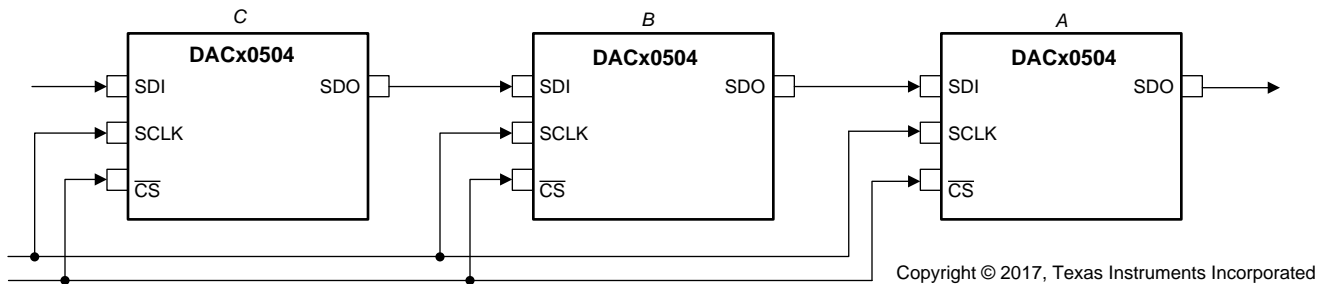 C
B
A
DACx0504
DACx0504
DACx0504
SDI
SDO
SDI
SDO
SDI
SDO
SCLK
SCLK
SCLK
CS
CS
CS
Copyright © 2017, Texas Instruments Incorporated